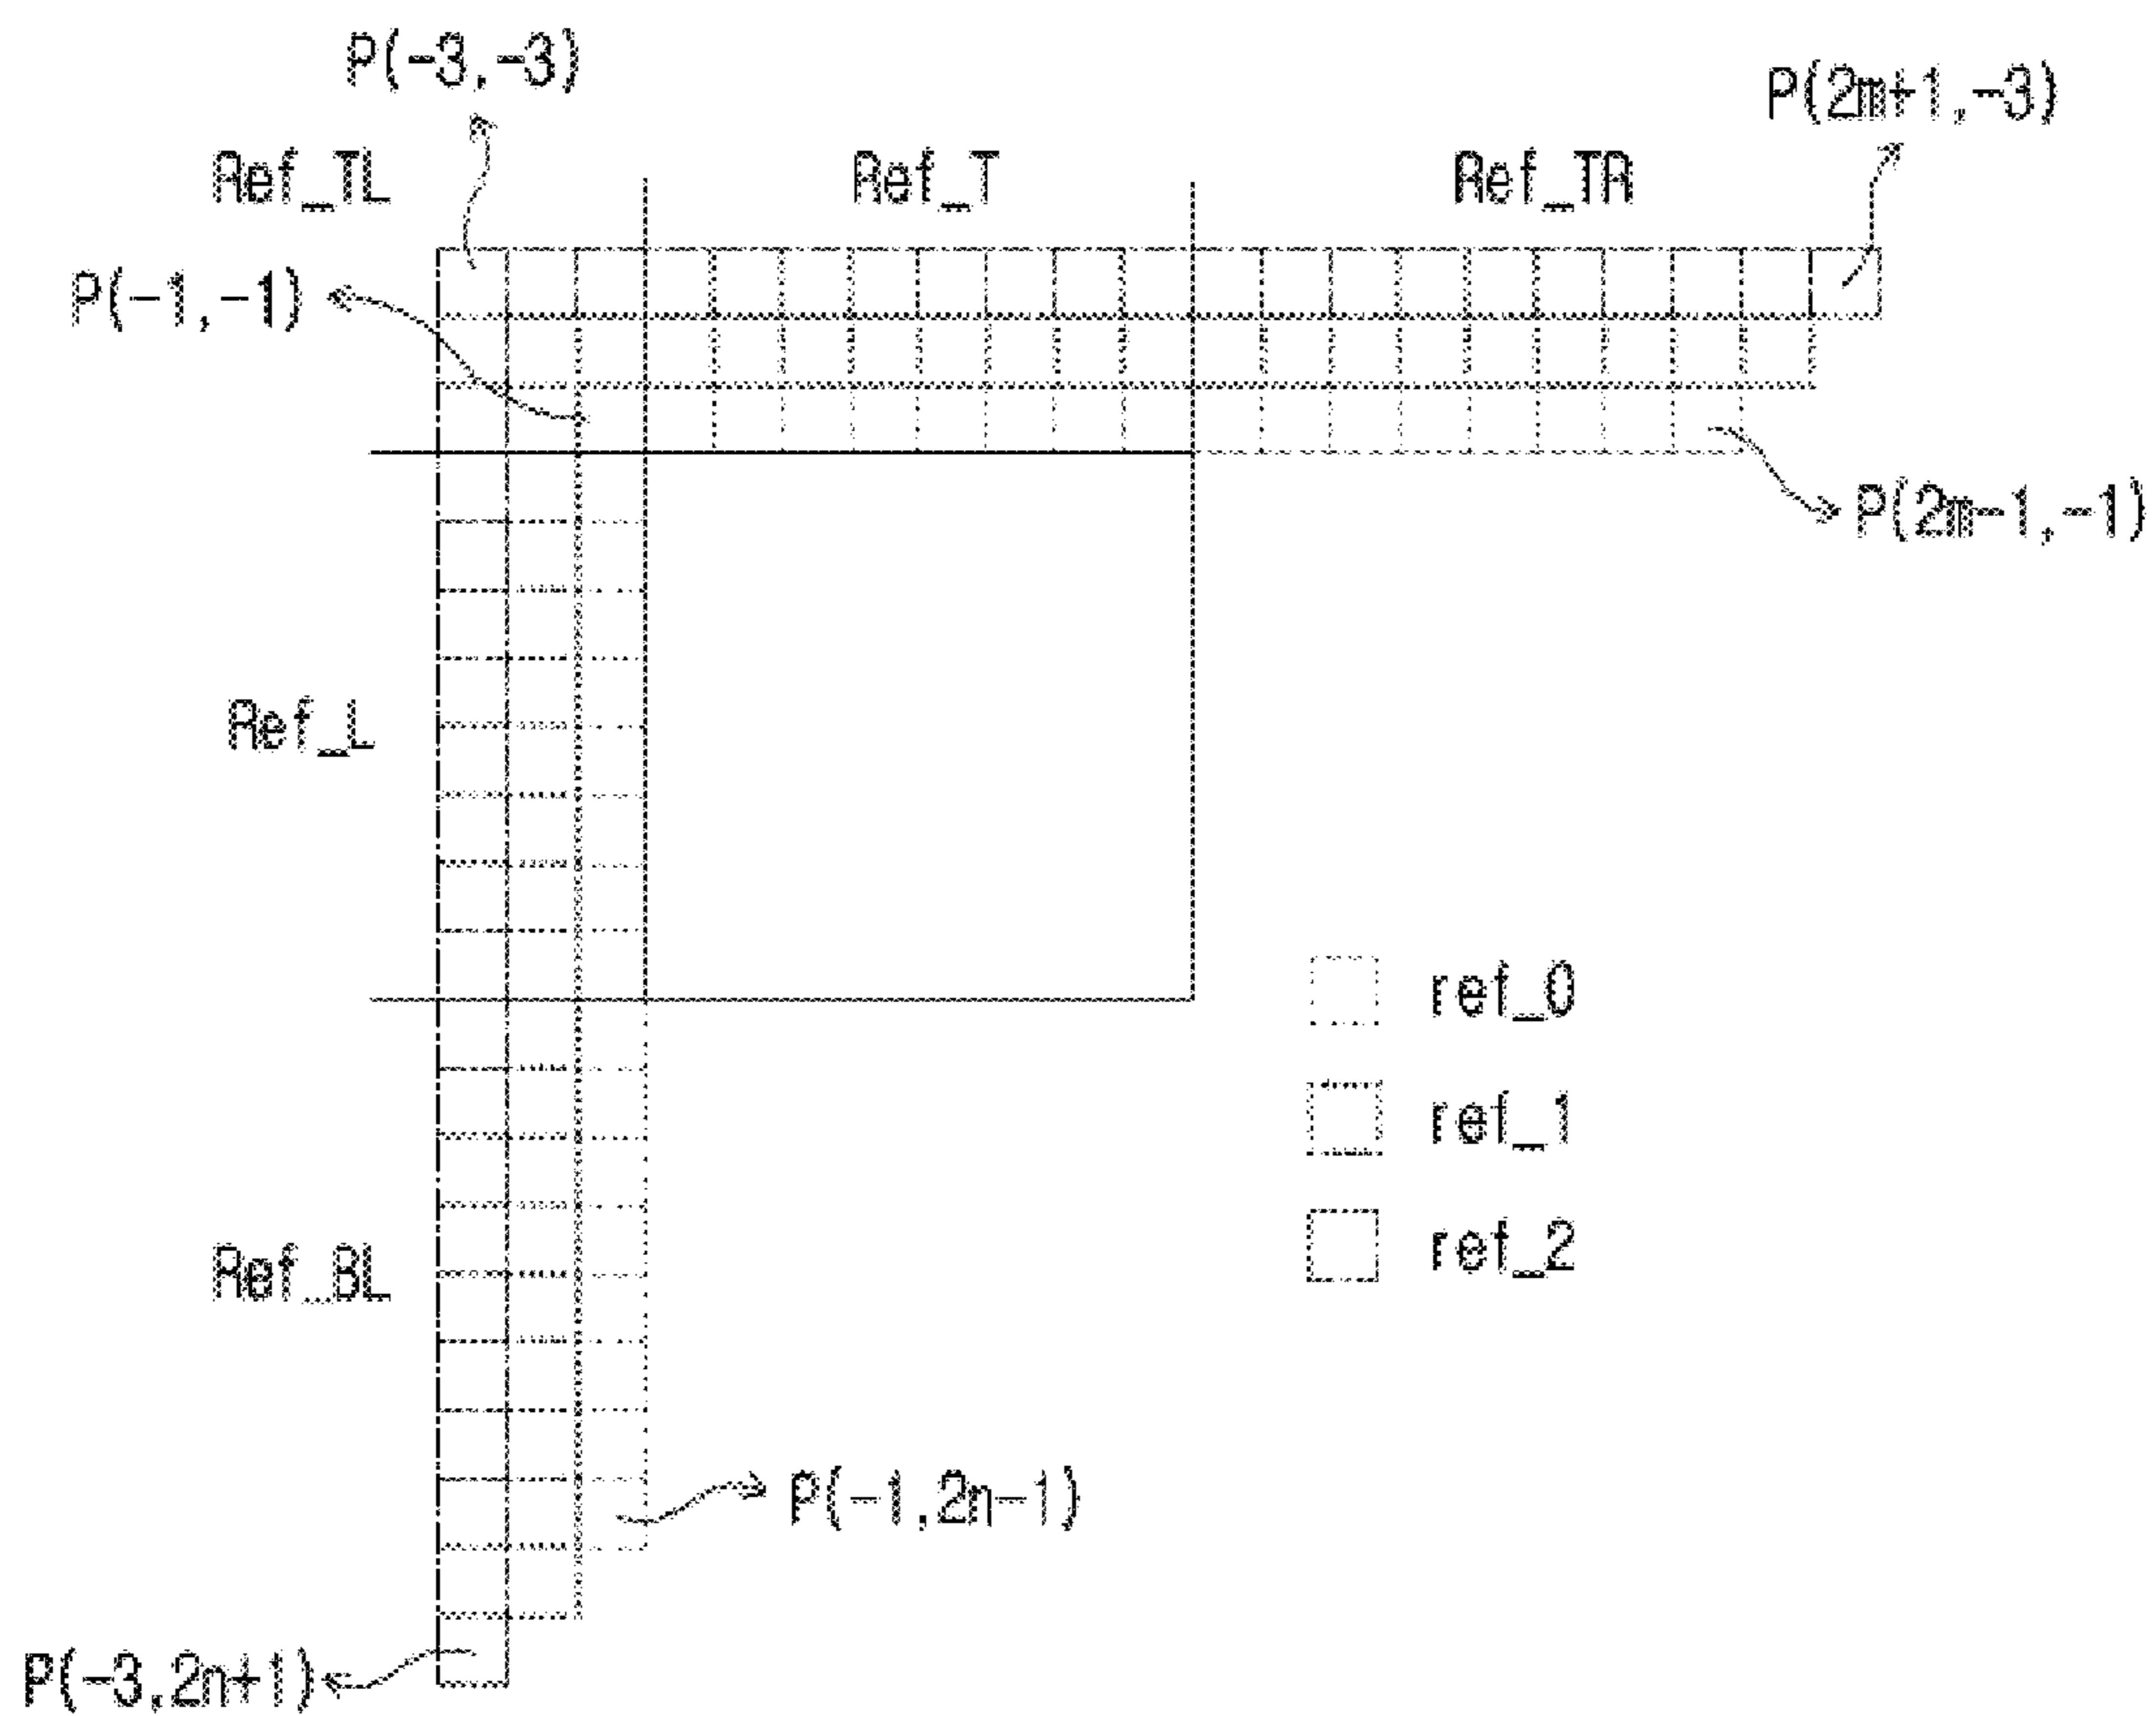 P(-3,-3)
P(2m+1,-3)
Ref_TL
Ref_T
Ref_TR
P(-1,-1)
P(2m-1,-1)
Ref_L
ref_0
ref_1
ref_2
Ref_BL
P(-1,2n-1)
P(-3,2n+1)